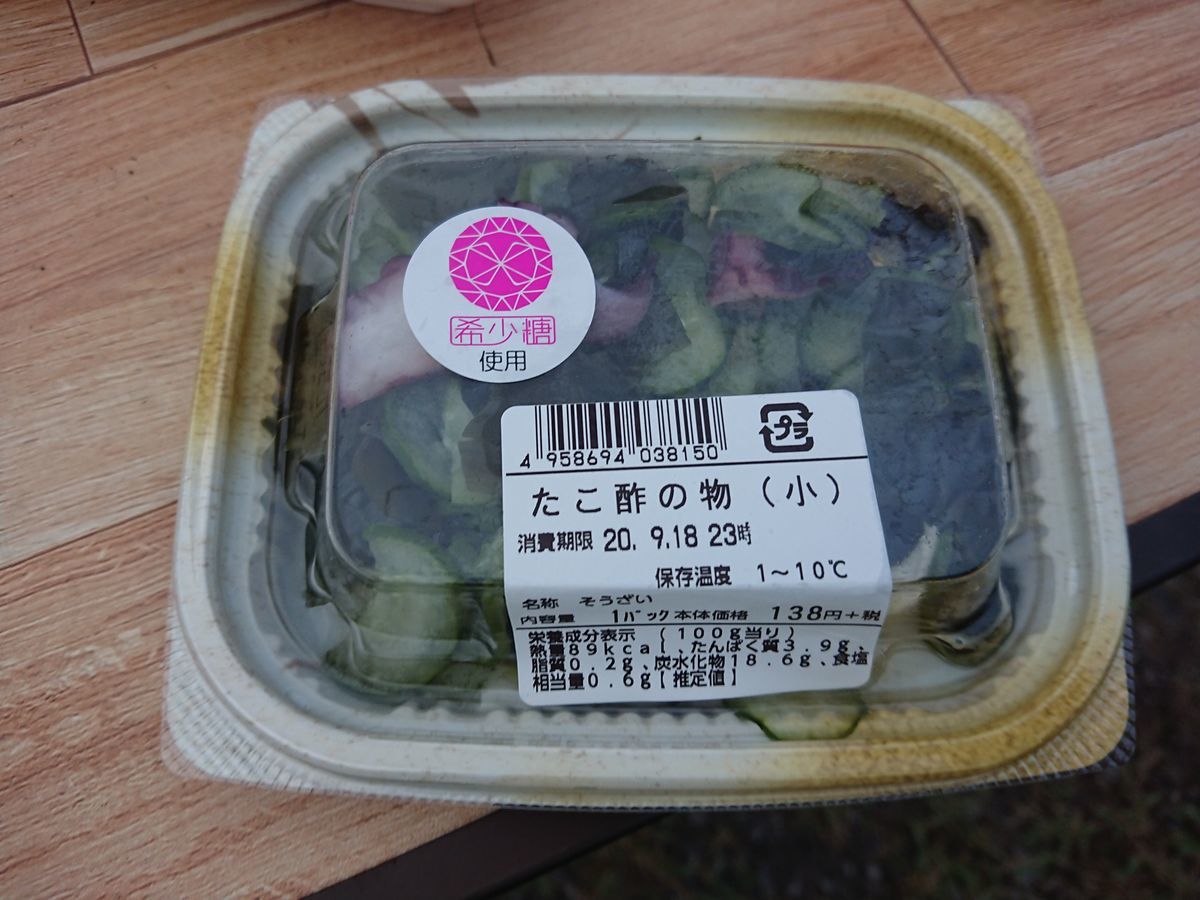 希少糖
使用
4 958694 038150
プラ
たこ酢の物（小）
消費期限 20. 9.18 23時
保存温度 1～10℃
名称 そうざい
内容量 1パック 本体価格 138円+税
栄養成分表示 (100g当り)
熱量89kcal、たんぱく質3.9g、
脂質0.2g、炭水化物18.6g、食塩
相当量0.6g【推定値】